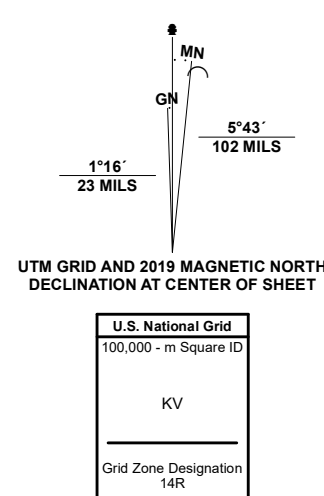 MN
GN
5°43´
102 MILS
1°16´
23 MILS
UTM GRID AND 2019 MAGNETIC NORTH
DECLINATION AT CENTER OF SHEET
U.S. National Grid
100,000 - m Square ID
KV
Grid Zone Designation
14R